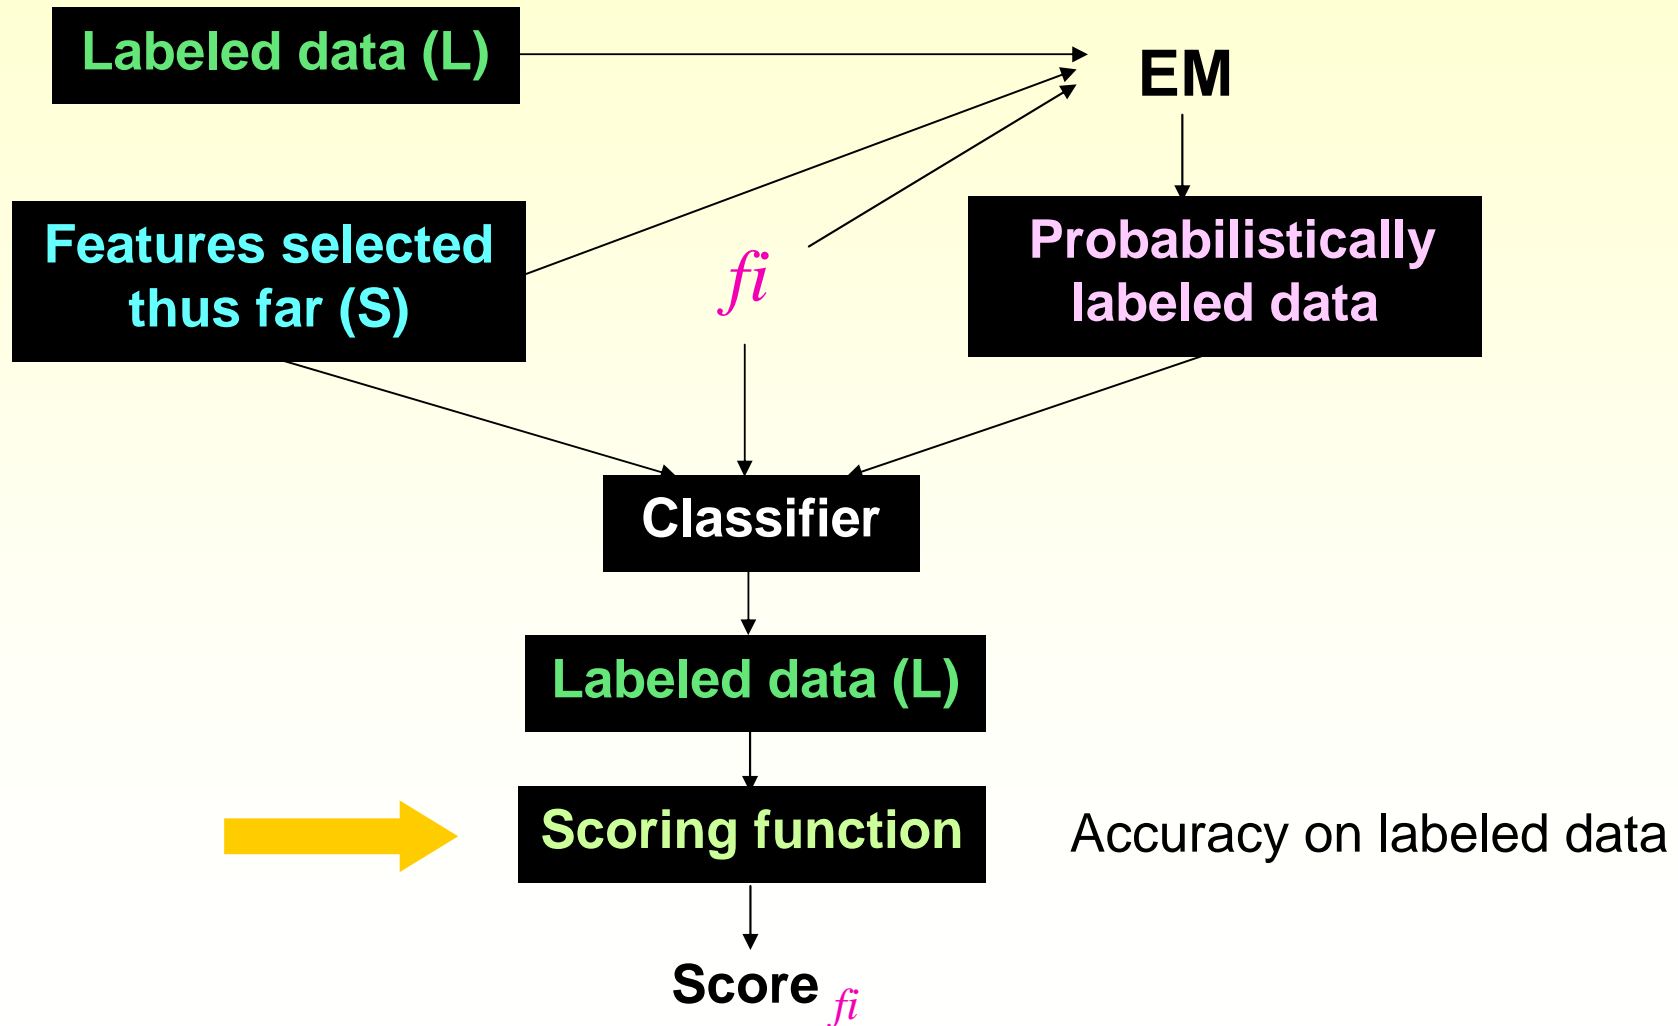 Labeled data (L)
EM
Features selected
thus far (S)
fi
Probabilistically
labeled data
Classifier
Labeled data (L)
Scoring function
Accuracy on labeled data
Score fi